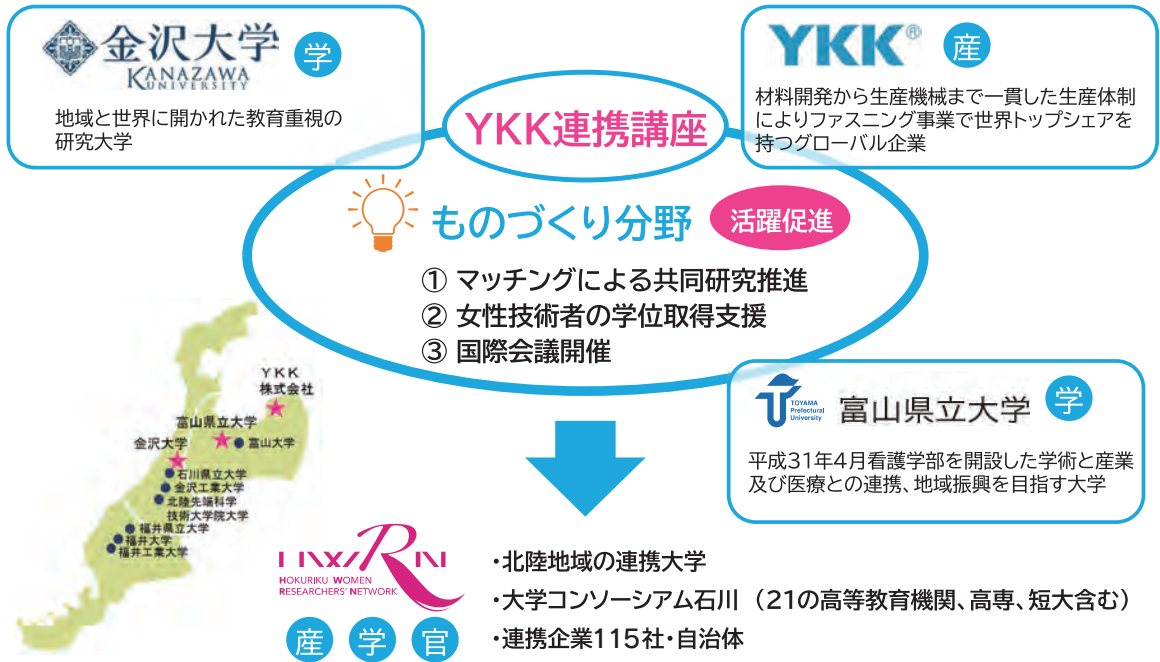 金沢大学
KANAZAWA
UNIVERSITY
学
地域と世界に開かれた教育重視の
研究大学
YKK®
産
材料開発から生産機械まで一貫した生産体制
によりファスニング事業で世界トップシェアを
持つグローバル企業
YKK連携講座
ものづくり分野
活躍促進
① マッチングによる共同研究推進
② 女性技術者の学位取得支援
③ 国際会議開催
TOYAMA
Prefectural
University
富山県立大学
学
平成31年4月看護学部を開設した学術と産業
及び医療との連携、地域振興を目指す大学
YKK
株式会社
富山県立大学
富山大学
金沢大学
石川県立大学
金沢工業大学
北陸先端科学
技術大学院大学
福井県立大学
福井大学
福井工業大学
HWRN
HOKURIKU WOMEN
RESEARCHERS' NETWORK
産 学 官
・北陸地域の連携大学
・大学コンソーシアム石川 （21の高等教育機関、高専、短大含む）
・連携企業115社・自治体